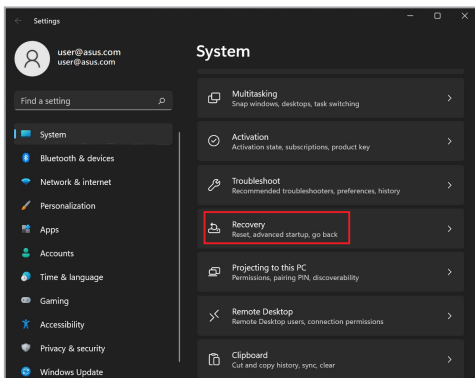 Settings
user@asus.com
user@asus.com
Find a setting
System
Bluetooth & devices
Network & internet
Personalization
Apps
Accounts
Time & language
Gaming
Accessibility
Privacy & security
Windows Update
System
Multitasking
Snap windows, desktops, task switching
Activation
Activation state, subscriptions, product key
Troubleshoot
Recommended troubleshooters, preferences, history
Recovery
Reset, advanced startup, go back
Projecting to this PC
Permissions, pairing PIN, discoverability
Remote Desktop
Remote Desktop users, connection permissions
Clipboard
Cut and copy history, sync, clear